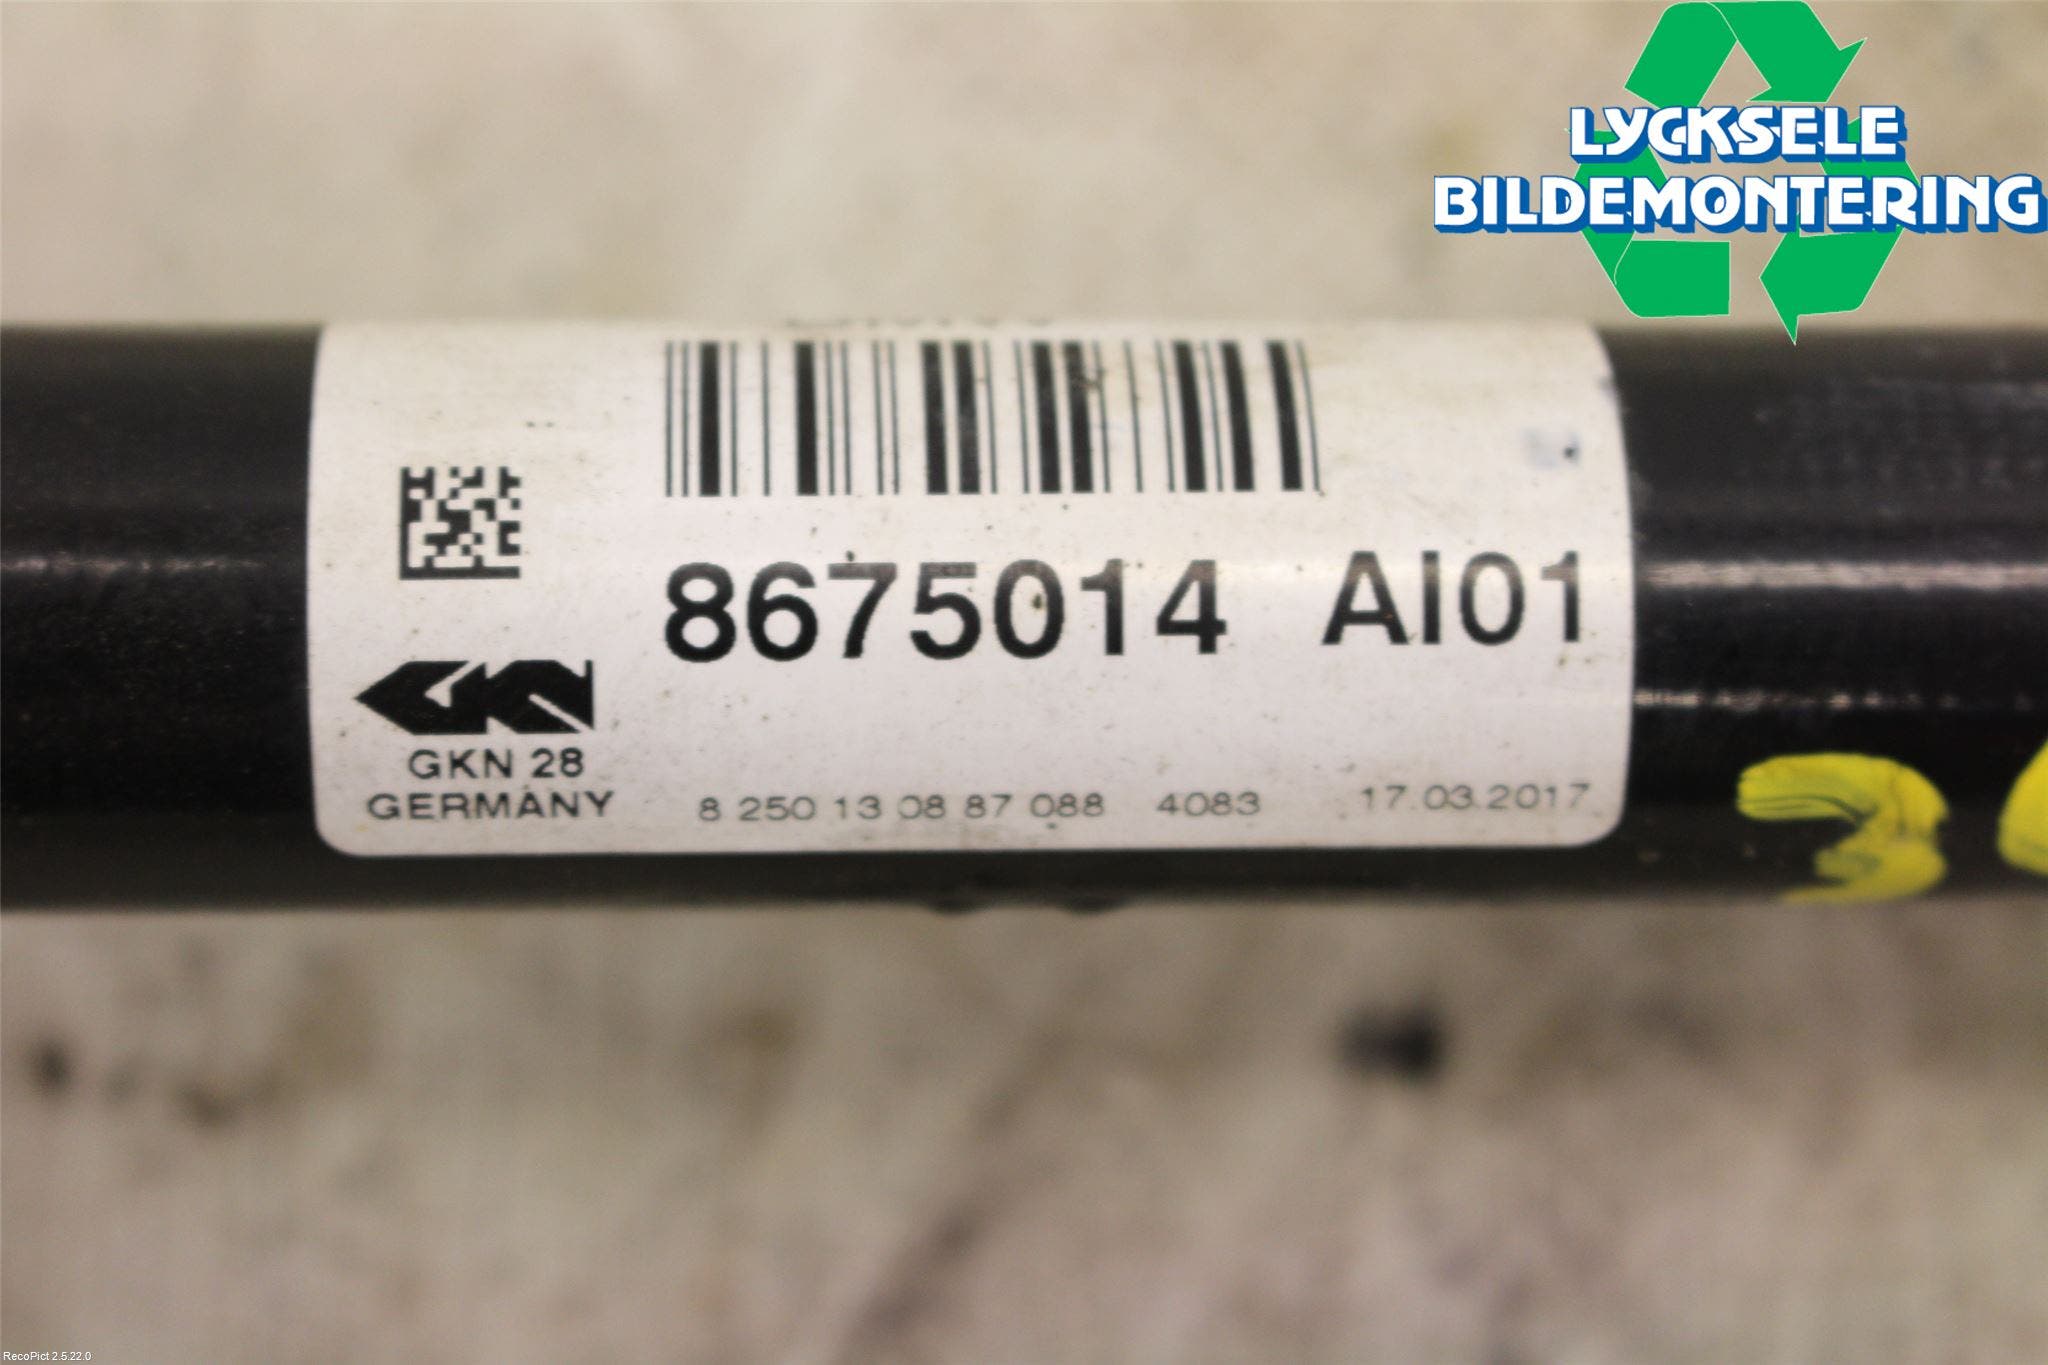 LYCKSELE
BILDEMONTERING
8675014 AI01
GKN 28
GERMANY
8 250 13 08 87 088 4083 17.03.2017
RecoPict 2.5.22.0